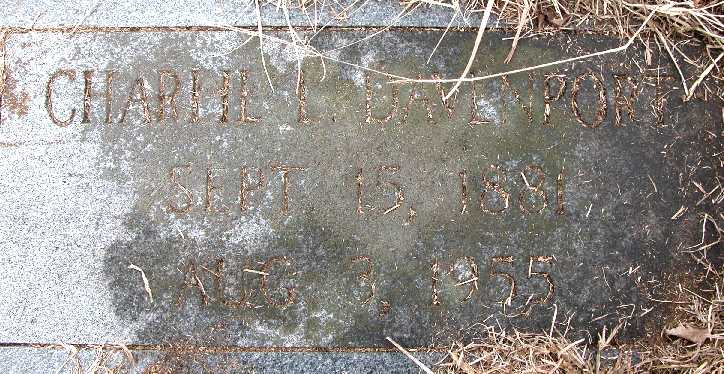 CHARLIE L. DAVENPORT
SEPT 15, 1881
AUG 3, 1955